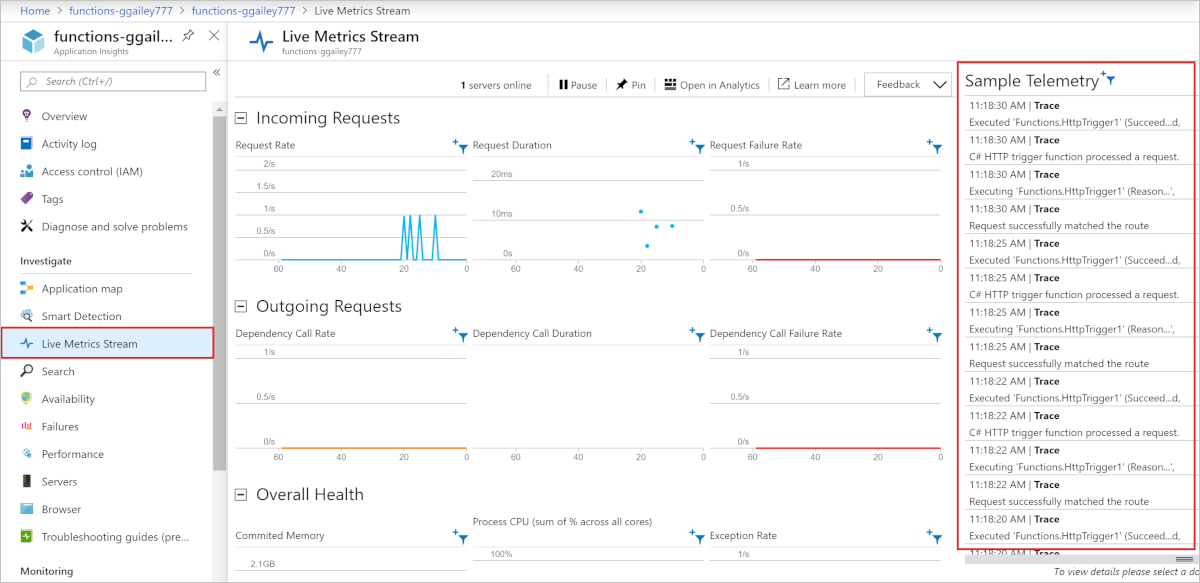 Home > functions-ggailey777 > functions-ggailey777 > Live Metrics Stream
functions-ggail...
Application Insights
Search (Ctrl+/)
Overview
Activity log
Access control (IAM)
Tags
Diagnose and solve problems
Investigate
Application map
Smart Detection
Live Metrics Stream
Search
Availability
Failures
Performance
Servers
Browser
Troubleshooting guides (pre...
Monitoring
Live Metrics Stream
functions-ggailey777
1 servers online
Pause
Pin
Open in Analytics
Learn more
Feedback
Incoming Requests
Request Rate
2/s
1.5/s
1/s
0.5/s
0/s
60 40 20 0
Request Duration
20ms
10ms
0s
60 40 20 0
Request Failure Rate
1/s
0.5/s
0/s
60 40 20 0
Outgoing Requests
Dependency Call Rate
1/s
0.5/s
0/s
60 40 20 0
Dependency Call Duration
60 40 20 0
Dependency Call Failure Rate
1/s
0.5/s
0/s
60 40 20 0
Overall Health
Commited Memory
2.1GB
Process CPU (sum of % across all cores)
100%
Exception Rate
1/s
Sample Telemetry
11:18:30 AM | Trace
Executed 'Functions.HttpTrigger1' (Succeed...d,
11:18:30 AM | Trace
C# HTTP trigger function processed a request.
11:18:30 AM | Trace
Executing 'Functions.HttpTrigger1' (Reason...',
11:18:30 AM | Trace
Request successfully matched the route
11:18:25 AM | Trace
Executed 'Functions.HttpTrigger1' (Succeed...d,
11:18:25 AM | Trace
C# HTTP trigger function processed a request.
11:18:25 AM | Trace
Executing 'Functions.HttpTrigger1' (Reason...',
11:18:25 AM | Trace
Request successfully matched the route
11:18:22 AM | Trace
Executed 'Functions.HttpTrigger1' (Succeed...d,
11:18:22 AM | Trace
C# HTTP trigger function processed a request.
11:18:22 AM | Trace
Executing 'Functions.HttpTrigger1' (Reason...',
11:18:22 AM | Trace
Request successfully matched the route
11:18:20 AM | Trace
Executed 'Functions.HttpTrigger1' (Succeed...d,
11:18:20 AM | Trace
To view details please select a da